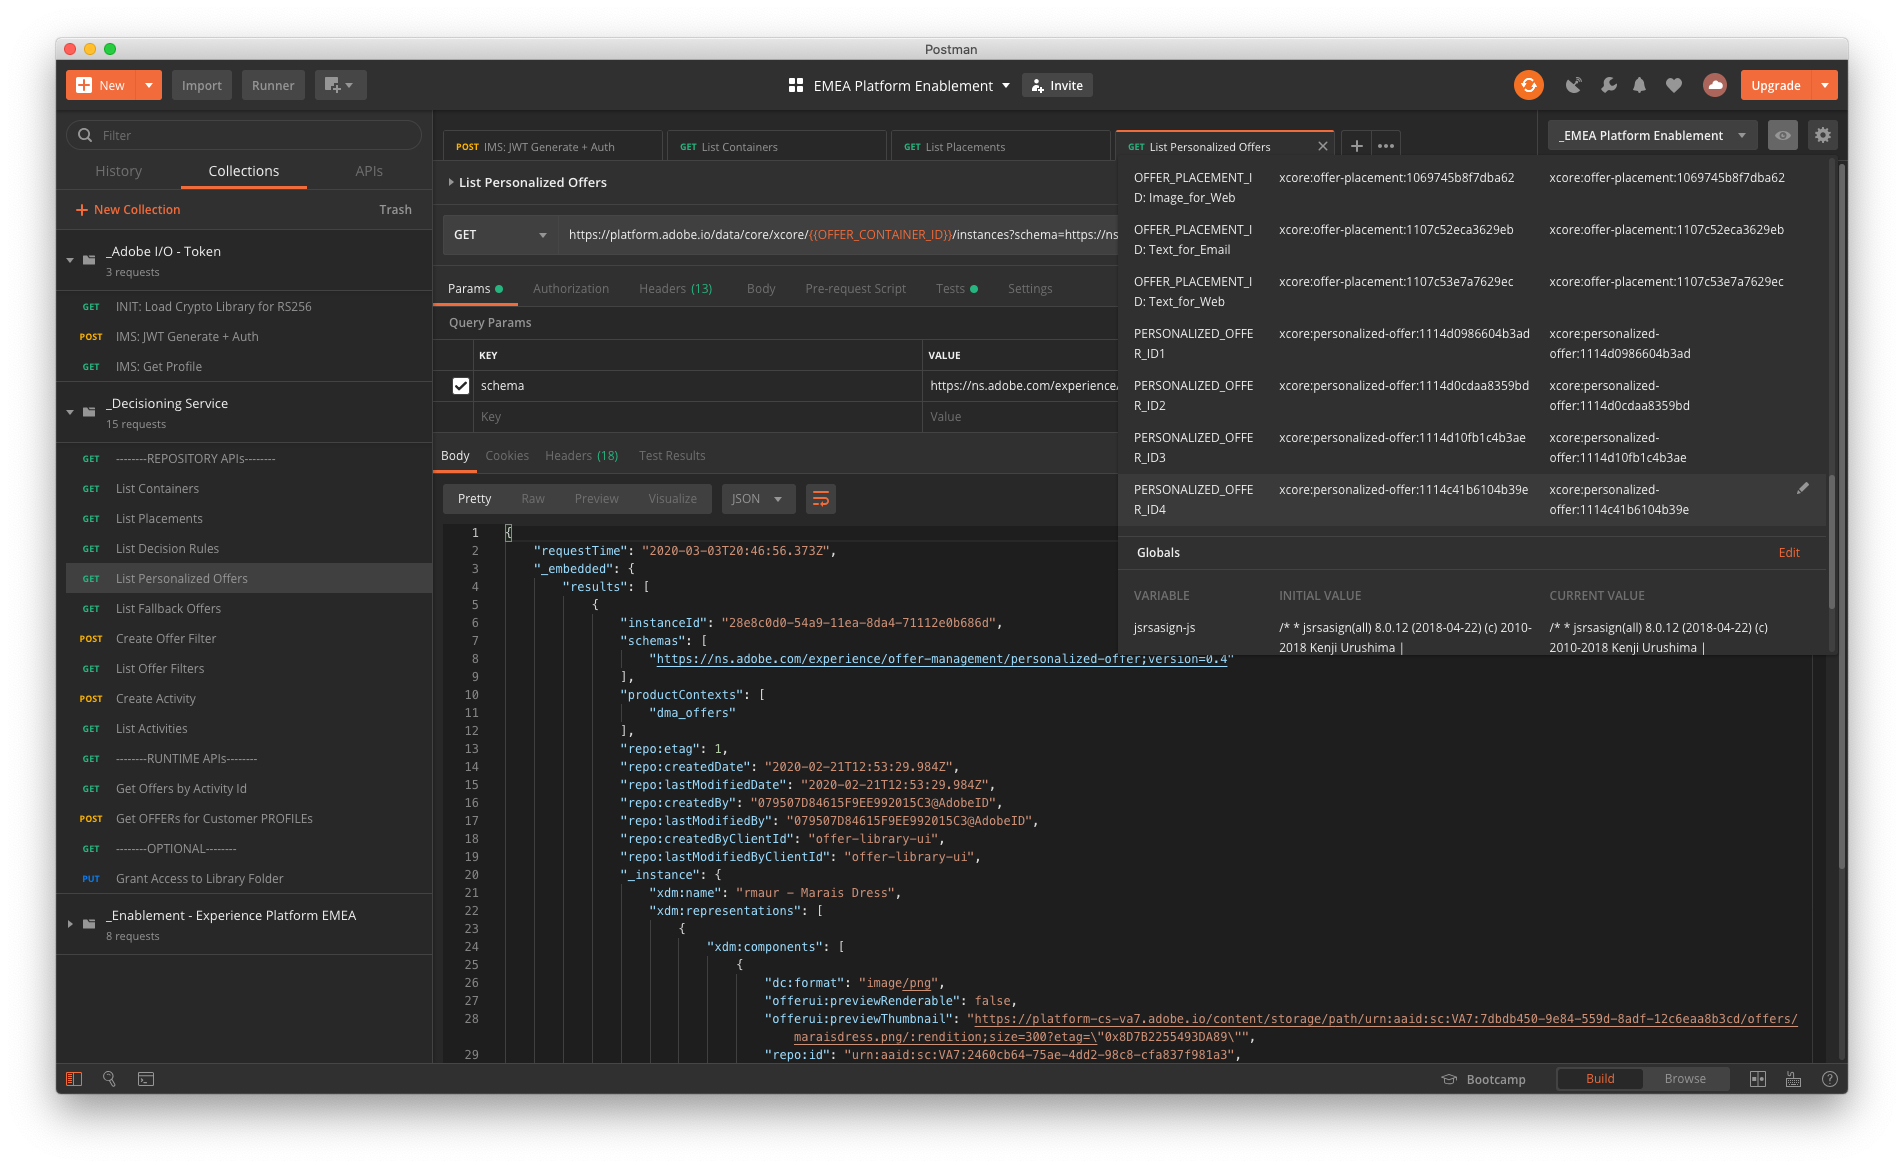 Postman
New
Import
Runner
EMEA Platform Enablement
Invite
Upgrade
Filter
History
Collections
APIs
New Collection
Trash
_Adobe I/O - Token
3 requests
GET INIT: Load Crypto Library for RS256
POST IMS: JWT Generate + Auth
GET IMS: Get Profile
_Decisioning Service
15 requests
GET --------REPOSITORY APIs--------
GET List Containers
GET List Placements
GET List Decision Rules
GET List Personalized Offers
GET List Fallback Offers
POST Create Offer Filter
GET List Offer Filters
POST Create Activity
GET List Activities
GET --------RUNTIME APIs--------
GET Get Offers by Activity Id
POST Get OFFERs for Customer PROFILEs
GET --------OPTIONAL--------
PUT Grant Access to Library Folder
_Enablement - Experience Platform EMEA
8 requests
POST IMS: JWT Generate + Auth
GET List Containers
GET List Placements
GET List Personalized Offers
_EMEA Platform Enablement
List Personalized Offers
GET https://platform.adobe.io/data/core/xcore/{{OFFER_CONTAINER_ID}}/instances?schema=https://ns
Params Authorization Headers (13) Body Pre-request Script Tests Settings
Query Params
KEY VALUE
schema https://ns.adobe.com/experience/
Key Value
Body Cookies Headers (18) Test Results
Pretty Raw Preview Visualize JSON
OFFER_PLACEMENT_I xcore:offer-placement:1069745b8f7dba62 xcore:offer-placement:1069745b8f7dba62
D: Image_for_Web
OFFER_PLACEMENT_I xcore:offer-placement:1107c52eca3629eb xcore:offer-placement:1107c52eca3629eb
D: Text_for_Email
OFFER_PLACEMENT_I xcore:offer-placement:1107c53e7a7629ec xcore:offer-placement:1107c53e7a7629ec
D: Text_for_Web
PERSONALIZED_OFFE xcore:personalized-offer:1114d0986604b3ad xcore:personalized-
R_ID1 offer:1114d0986604b3ad
PERSONALIZED_OFFE xcore:personalized-offer:1114d0cdaa8359bd xcore:personalized-
R_ID2 offer:1114d0cdaa8359bd
PERSONALIZED_OFFE xcore:personalized-offer:1114d10fb1c4b3ae xcore:personalized-
R_ID3 offer:1114d10fb1c4b3ae
PERSONALIZED_OFFE xcore:personalized-offer:1114c41b6104b39e xcore:personalized-
R_ID4 offer:1114c41b6104b39e
Globals Edit
VARIABLE INITIAL VALUE CURRENT VALUE
jsrsasign-js /* * jsrsasign(all) 8.0.12 (2018-04-22) (c) 2010- /* * jsrsasign(all) 8.0.12 (2018-04-22) (c)
2018 Kenji Urushima | 2010-2018 Kenji Urushima |
1 {
2 "requestTime": "2020-03-03T20:46:56.373Z",
3 "_embedded": {
4 "results": [
5 {
6 "instanceId": "28e8c0d0-54a9-11ea-8da4-71112e0b686d",
7 "schemas": [
8 "https://ns.adobe.com/experience/offer-management/personalized-offer;version=0.4"
9 ],
10 "productContexts": [
11 "dma_offers"
12 ],
13 "repo:etag": 1,
14 "repo:createdDate": "2020-02-21T12:53:29.984Z",
15 "repo:lastModifiedDate": "2020-02-21T12:53:29.984Z",
16 "repo:createdBy": "079507D84615F9EE992015C3@AdobeID",
17 "repo:lastModifiedBy": "079507D84615F9EE992015C3@AdobeID",
18 "repo:createdByClientId": "offer-library-ui",
19 "repo:lastModifiedByClientId": "offer-library-ui",
20 "_instance": {
21 "xdm:name": "rmaur - Marais Dress",
22 "xdm:representations": [
23 {
24 "xdm:components": [
25 {
26 "dc:format": "image/png",
27 "offerui:previewRenderable": false,
28 "offerui:previewThumbnail": "https://platform-cs-va7.adobe.io/content/storage/path/urn:aaid:sc:VA7:7dbdb450-9e84-559d-8adf-12c6eaa8b3cd/offers/
maraisdress.png/:rendition;size=300?etag=\"0x8D7B2255493DA89\"",
29 "repo:id": "urn:aaid:sc:VA7:2460cb64-75ae-4dd2-98c8-cfa837f981a3",
Bootcamp Build Browse